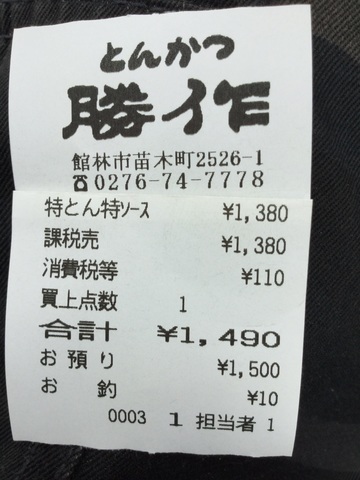 とんかつ
勝作
館林市苗木町2526-1
☎0276-74-7778
特とん特ソース ¥1,380
課税売 ¥1,380
消費税等 ¥110
買上点数 1
合計 ¥1,490
お預り ¥1,500
お釣 ¥10
0003 1 担当者 1